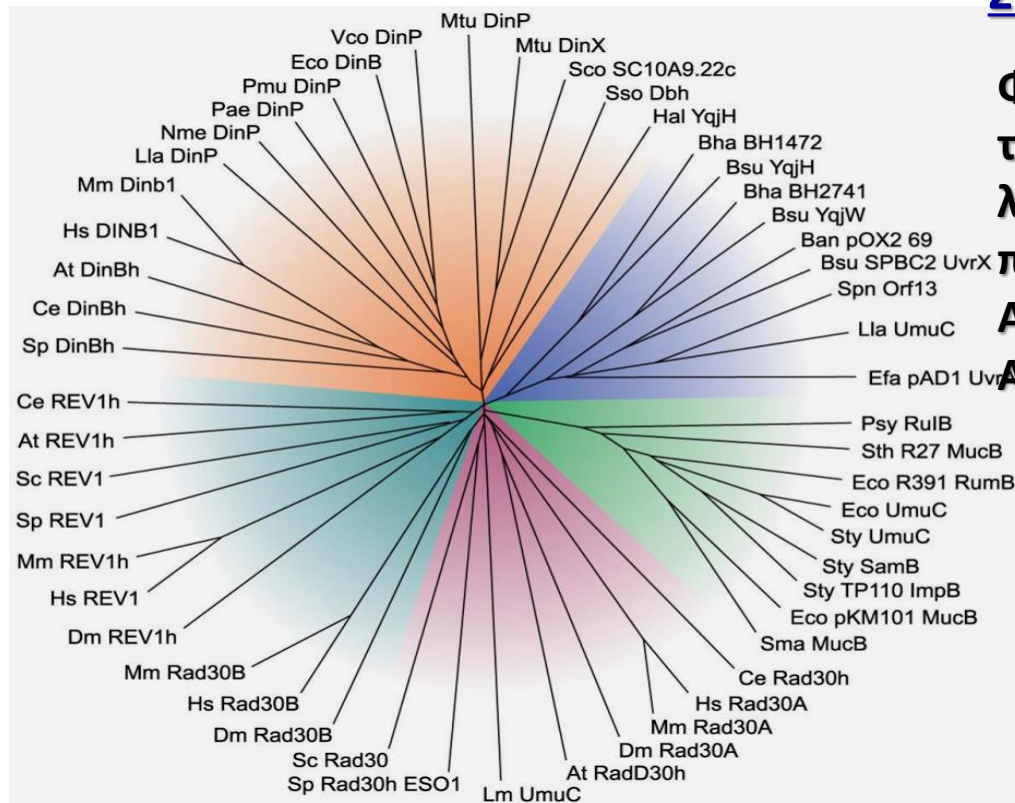 Mtu DinP
Vco DinP
Mtu DinX
Eco DinB
Sco SC10A9.22c
Pmu DinP
Sso Dbh
Pae DinP
Hal YqjH
Nme DinP
Bha BH1472
Lla DinP
Bsu YqjH
Mm Dinb1
Bha BH2741
Bsu YqjW
Hs DINB1
Ban pOX2 69
At DinBh
Bsu SPBC2 UvrX
Spn Orf13
Ce DinBh
Lla UmuC
Sp DinBh
Efa pAD1
Ce REV1h
Psy RulB
At REV1h
Sth R27 MucB
Sc REV1
Eco R391 RumB
Eco UmuC
Sp REV1
Sty UmuC
Mm REV1h
Sty SamB
Sty TP110 ImpB
Hs REV1
Eco pKM101 MucB
Dm REV1h
Sma MucB
Mm Rad30B
Ce Rad30h
Hs Rad30B
Hs Rad30A
Mm Rad30A
Dm Rad30B
Dm Rad30A
Sc Rad30
At RadD30h
Sp Rad30h ESO1
Lm UmuC